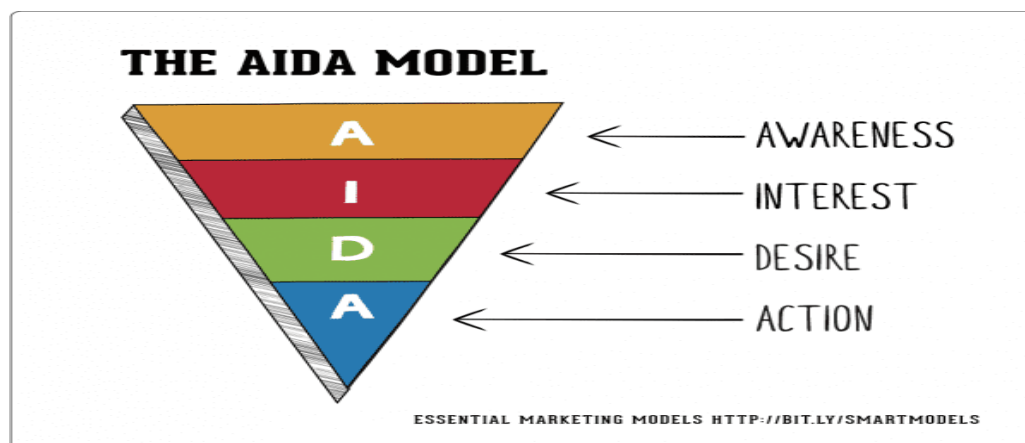 THE AIDA MODEL
A
AWARENESS
I
INTEREST
D
DESIRE
A
ACTION
ESSENTIAL MARKETING MODELS HTTP://BIT.LY/SMARTMODELS